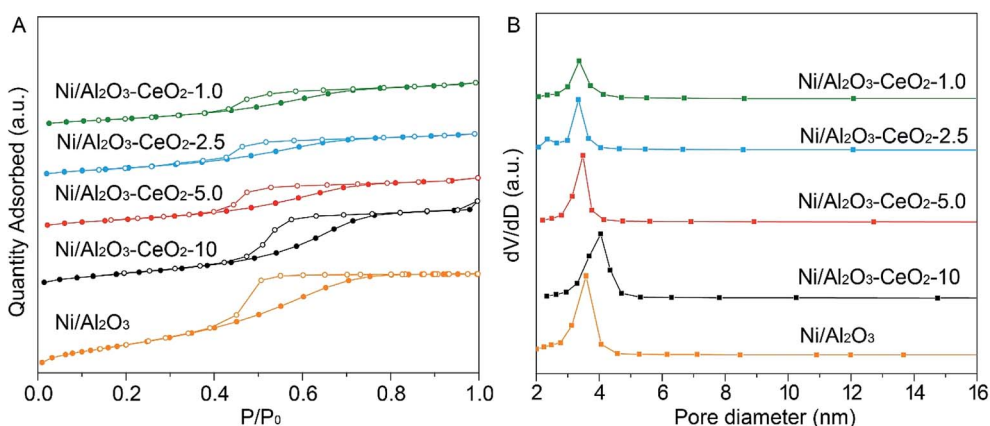 A
Quantity Adsorbed (a.u.)
Ni/Al₂O₃-CeO₂-1.0
Ni/Al₂O₃-CeO₂-2.5
Ni/Al₂O₃-CeO₂-5.0
Ni/Al₂O₃-CeO₂-10
Ni/Al₂O₃
0.0 0.2 0.4 0.6 0.8 1.0
P/P₀
B
dV/dD (a.u.)
Ni/Al₂O₃-CeO₂-1.0
Ni/Al₂O₃-CeO₂-2.5
Ni/Al₂O₃-CeO₂-5.0
Ni/Al₂O₃-CeO₂-10
Ni/Al₂O₃
2 4 6 8 10 12 14 16
Pore diameter (nm)